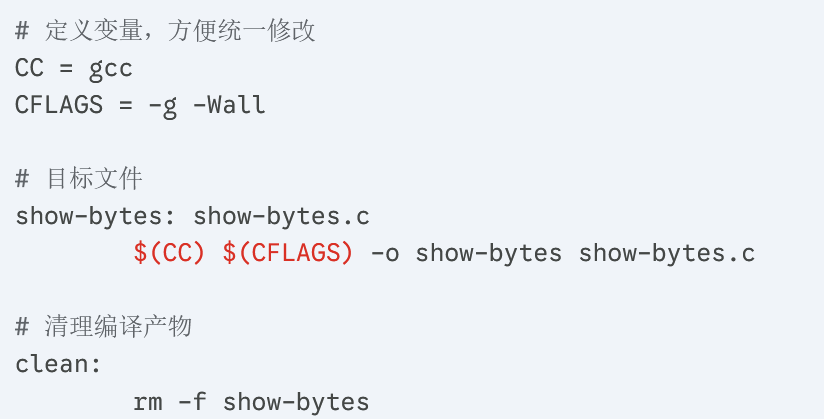 # 定义变量，方便统一修改
CC = gcc
CFLAGS = -g -Wall
# 目标文件
show-bytes: show-bytes.c
$(CC) $(CFLAGS) -o show-bytes show-bytes.c
# 清理编译产物
clean:
rm -f show-bytes